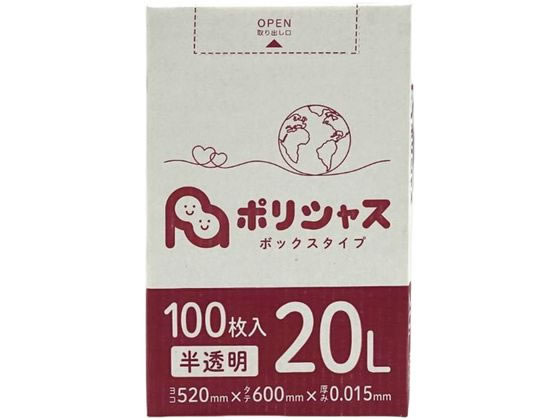 OPEN
取り出し口
ポリシャス
ボックスタイプ
100枚入
半透明
20L
ヨコ520mm×タテ600mm×厚み0.015mm